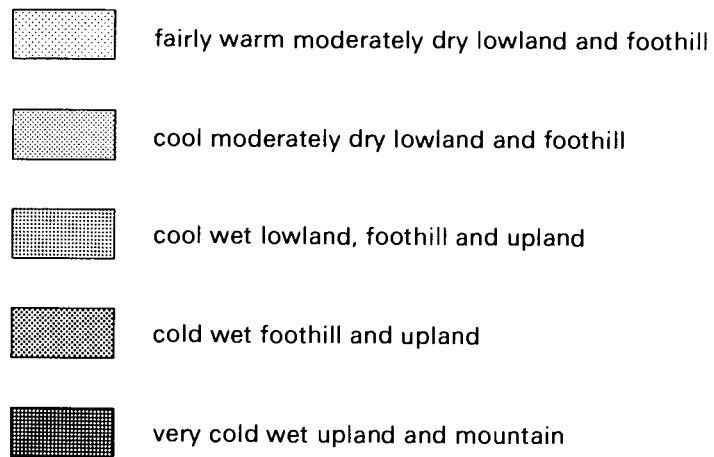 fairly warm moderately dry lowland and foothill
cool moderately dry lowland and foothill
cool wet lowland, foothill and upland
cold wet foothill and upland
very cold wet upland and mountain